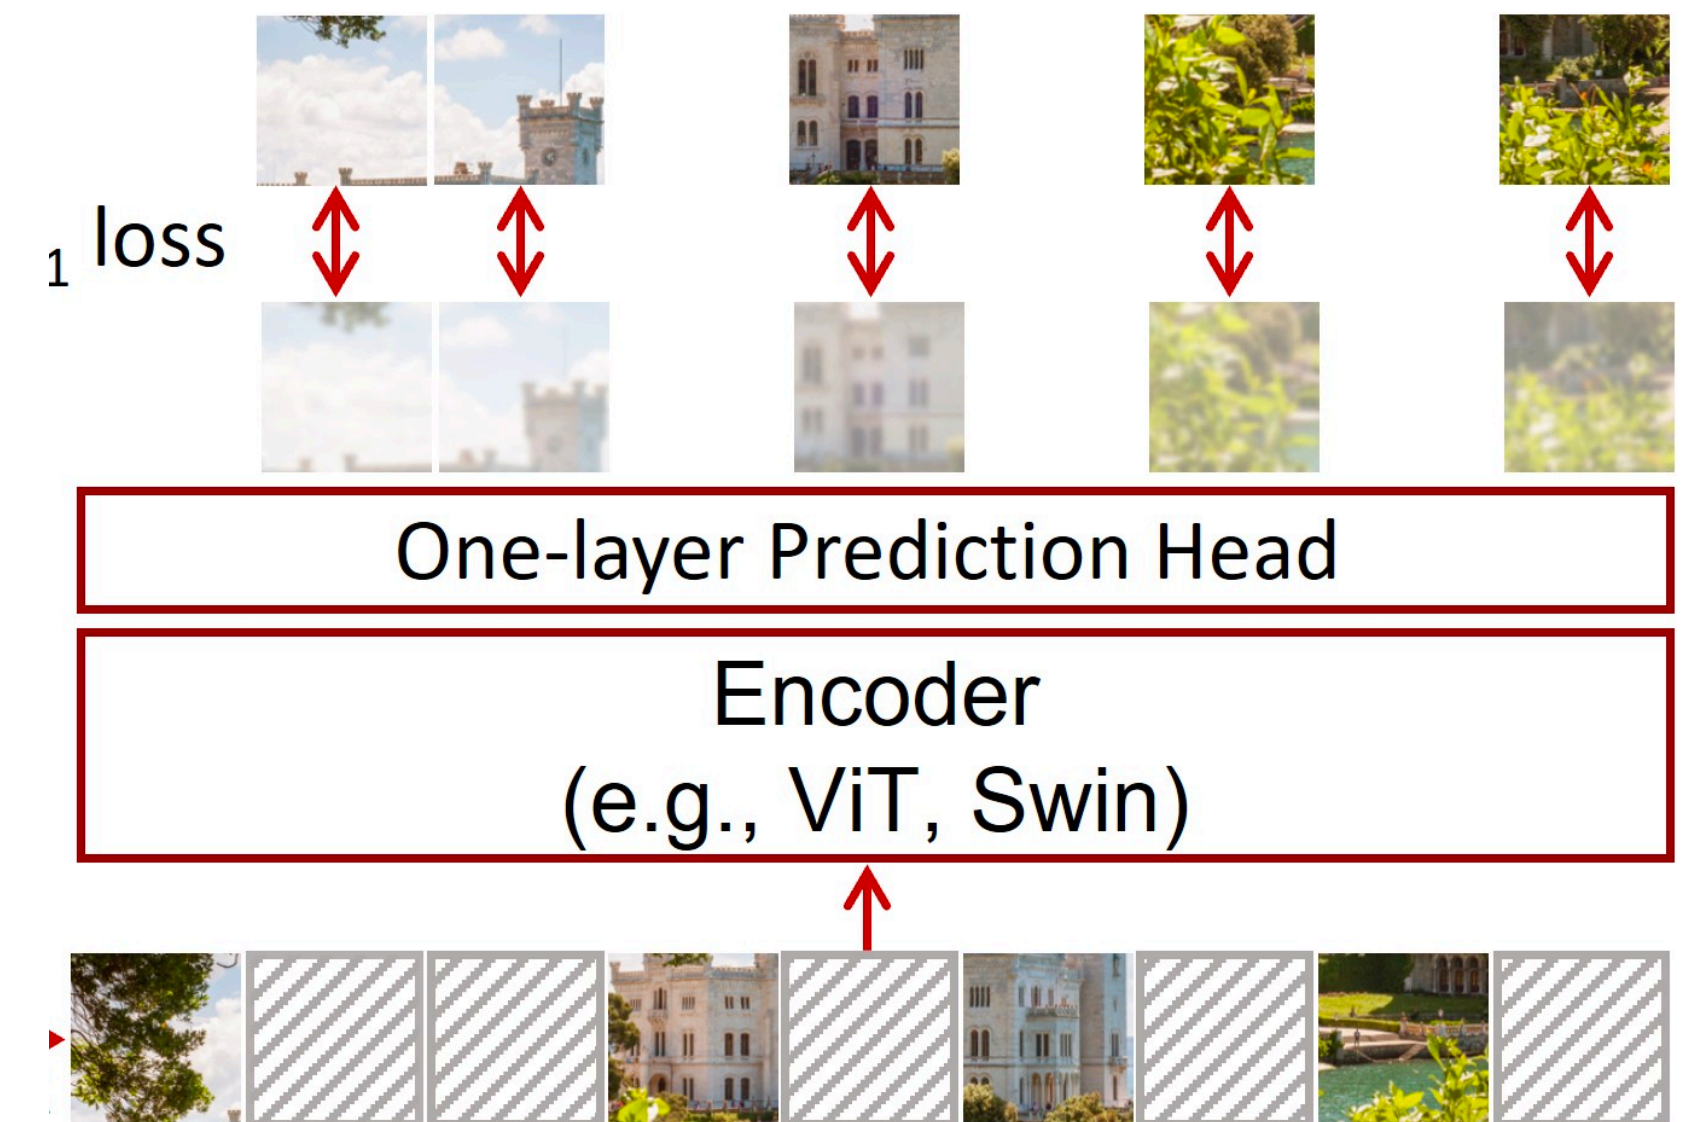 1 loss
One-layer Prediction Head
Encoder
(e.g., ViT, Swin)